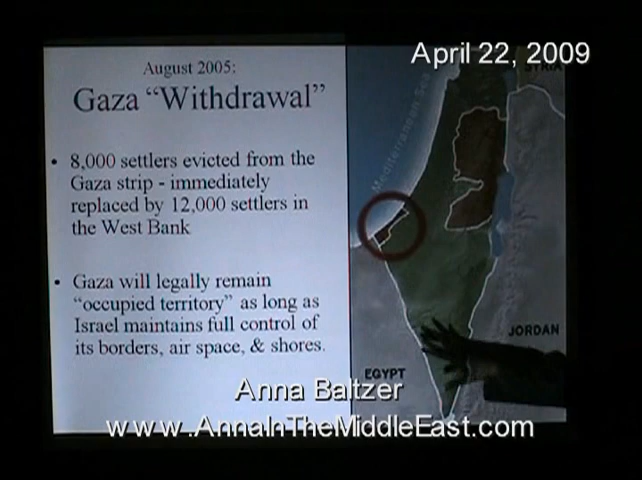 April 22, 2009
August 2005:
Gaza “Withdrawal”
• 8,000 settlers evicted from the
Gaza strip - immediately
replaced by 12,000 settlers in
the West Bank
• Gaza will legally remain
“occupied territory” as long as
Israel maintains full control of
its borders, air space, & shores.
Mediterranean Sea
SYRIA
JORDAN
EGYPT
Anna Baltzer
www.AnnaInTheMiddleEast.com